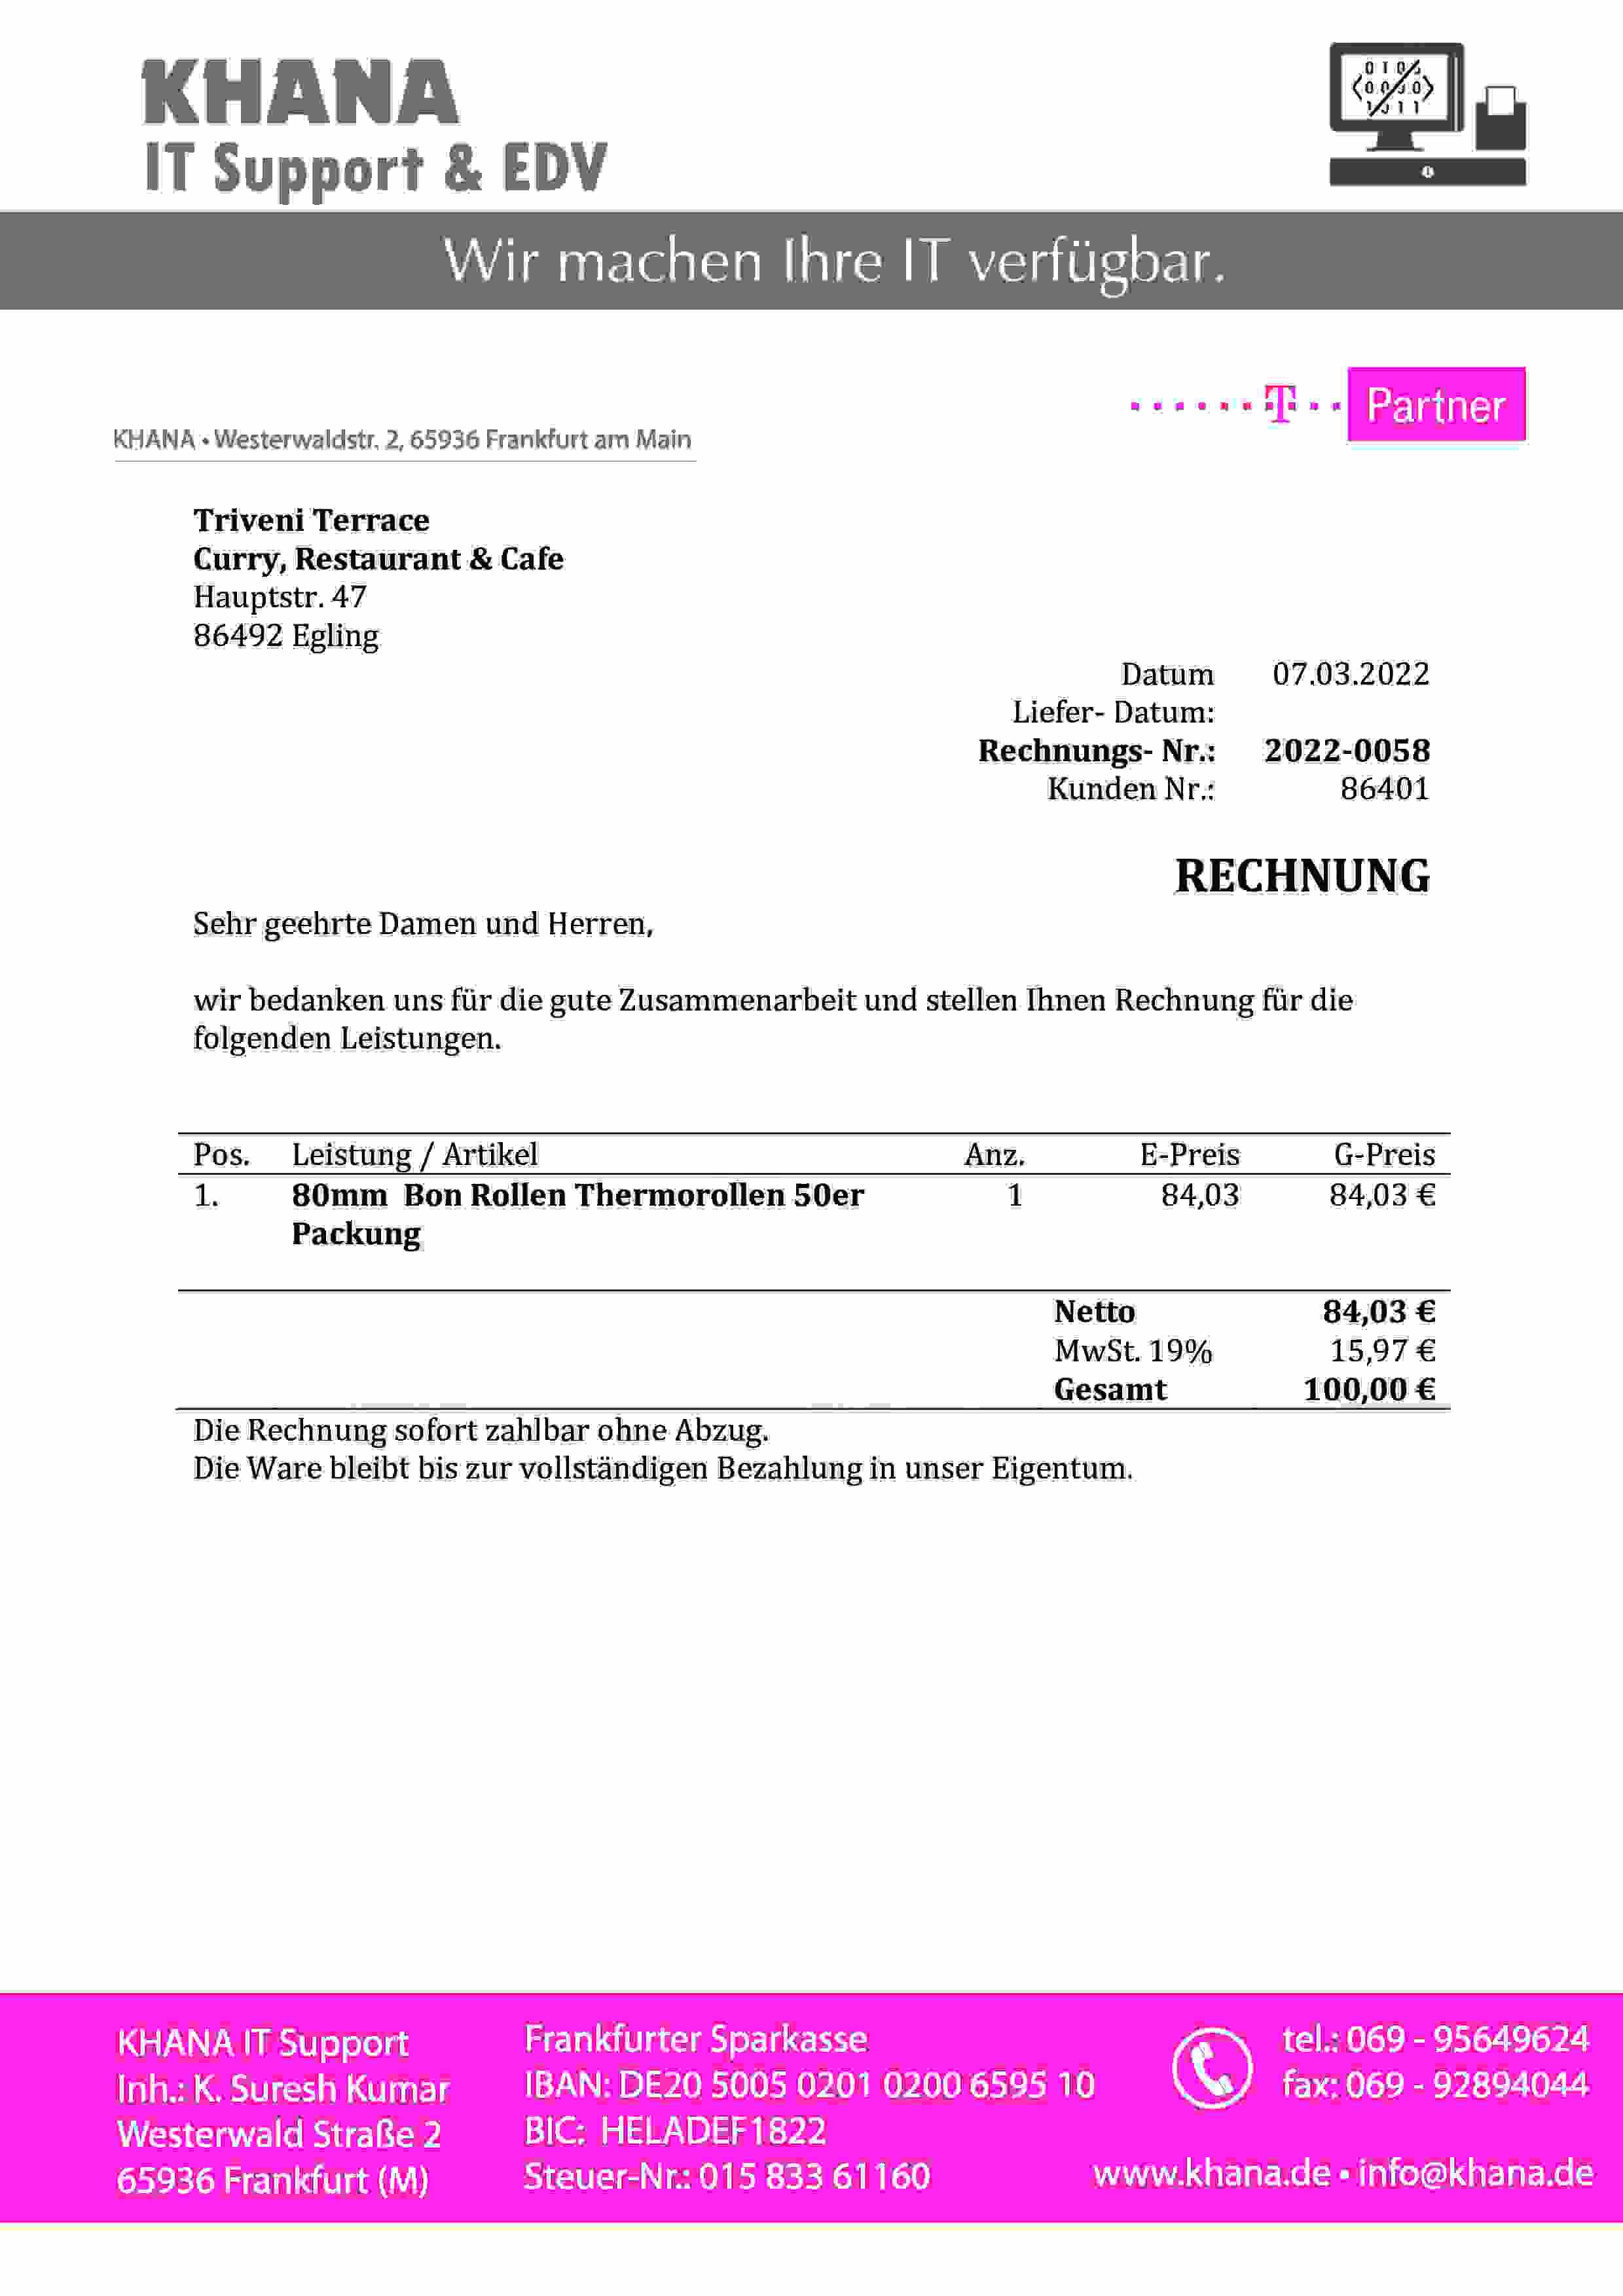 KHANA
IT Support & EDV
Wir machen Ihre IT verfügbar.
T Partner
KHANA • Westerwaldstr. 2, 65936 Frankfurt am Main
Triveni Terrace
Curry, Restaurant & Cafe
Hauptstr. 47
86492 Egling
Datum 07.03.2022
Liefer- Datum:
Rechnungs- Nr.: 2022-0058
Kunden Nr.: 86401
RECHNUNG
Sehr geehrte Damen und Herren,
wir bedanken uns für die gute Zusammenarbeit und stellen Ihnen Rechnung für die
folgenden Leistungen.
Pos. Leistung / Artikel Anz. E-Preis G-Preis
1. 80mm Bon Rollen Thermorollen 50er 1 84,03 84,03 €
Packung
Netto 84,03 €
MwSt. 19% 15,97 €
Gesamt 100,00 €
Die Rechnung sofort zahlbar ohne Abzug.
Die Ware bleibt bis zur vollständigen Bezahlung in unser Eigentum.
KHANA IT Support
Inh.: K. Suresh Kumar
Westerwald Straße 2
65936 Frankfurt (M)
Frankfurter Sparkasse
IBAN: DE20 5005 0201 0200 6595 10
BIC: HELADEF1822
Steuer-Nr.: 015 833 61160
tel.: 069 - 95649624
fax: 069 - 92894044
www.khana.de • info@khana.de